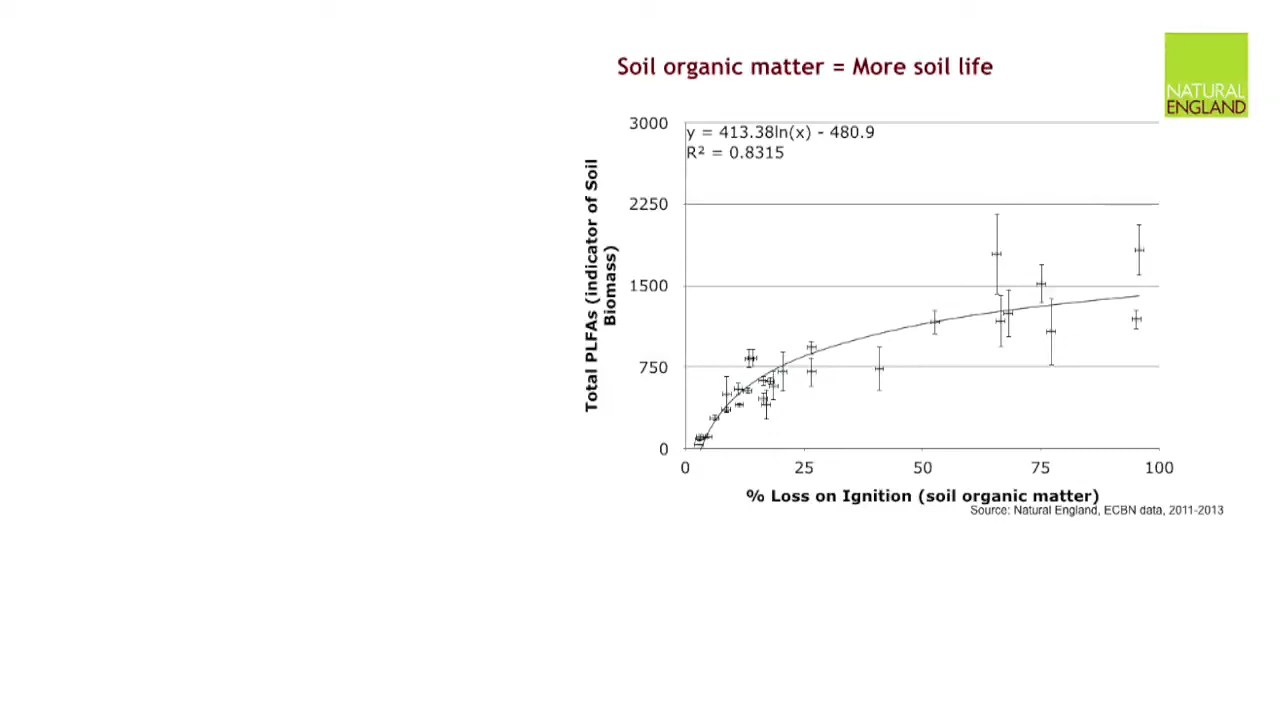 Soil organic matter = More soil life
NATURAL
ENGLAND
3000
y = 413.38ln(x) - 480.9
R² = 0.8315
2250
1500
750
0
Total PLFAs (indicator of Soil
Biomass)
0 25 50 75 100
% Loss on Ignition (soil organic matter)
Source: Natural England, ECBN data, 2011-2013